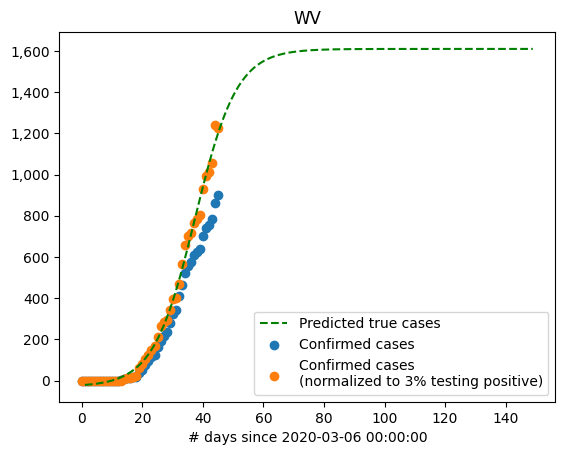 WV
1,600
1,400
1,200
1,000
800
600
400
200
0
0 20 40 60 80 100 120 140
# days since 2020-03-06 00:00:00
Predicted true cases
Confirmed cases
Confirmed cases
(normalized to 3% testing positive)